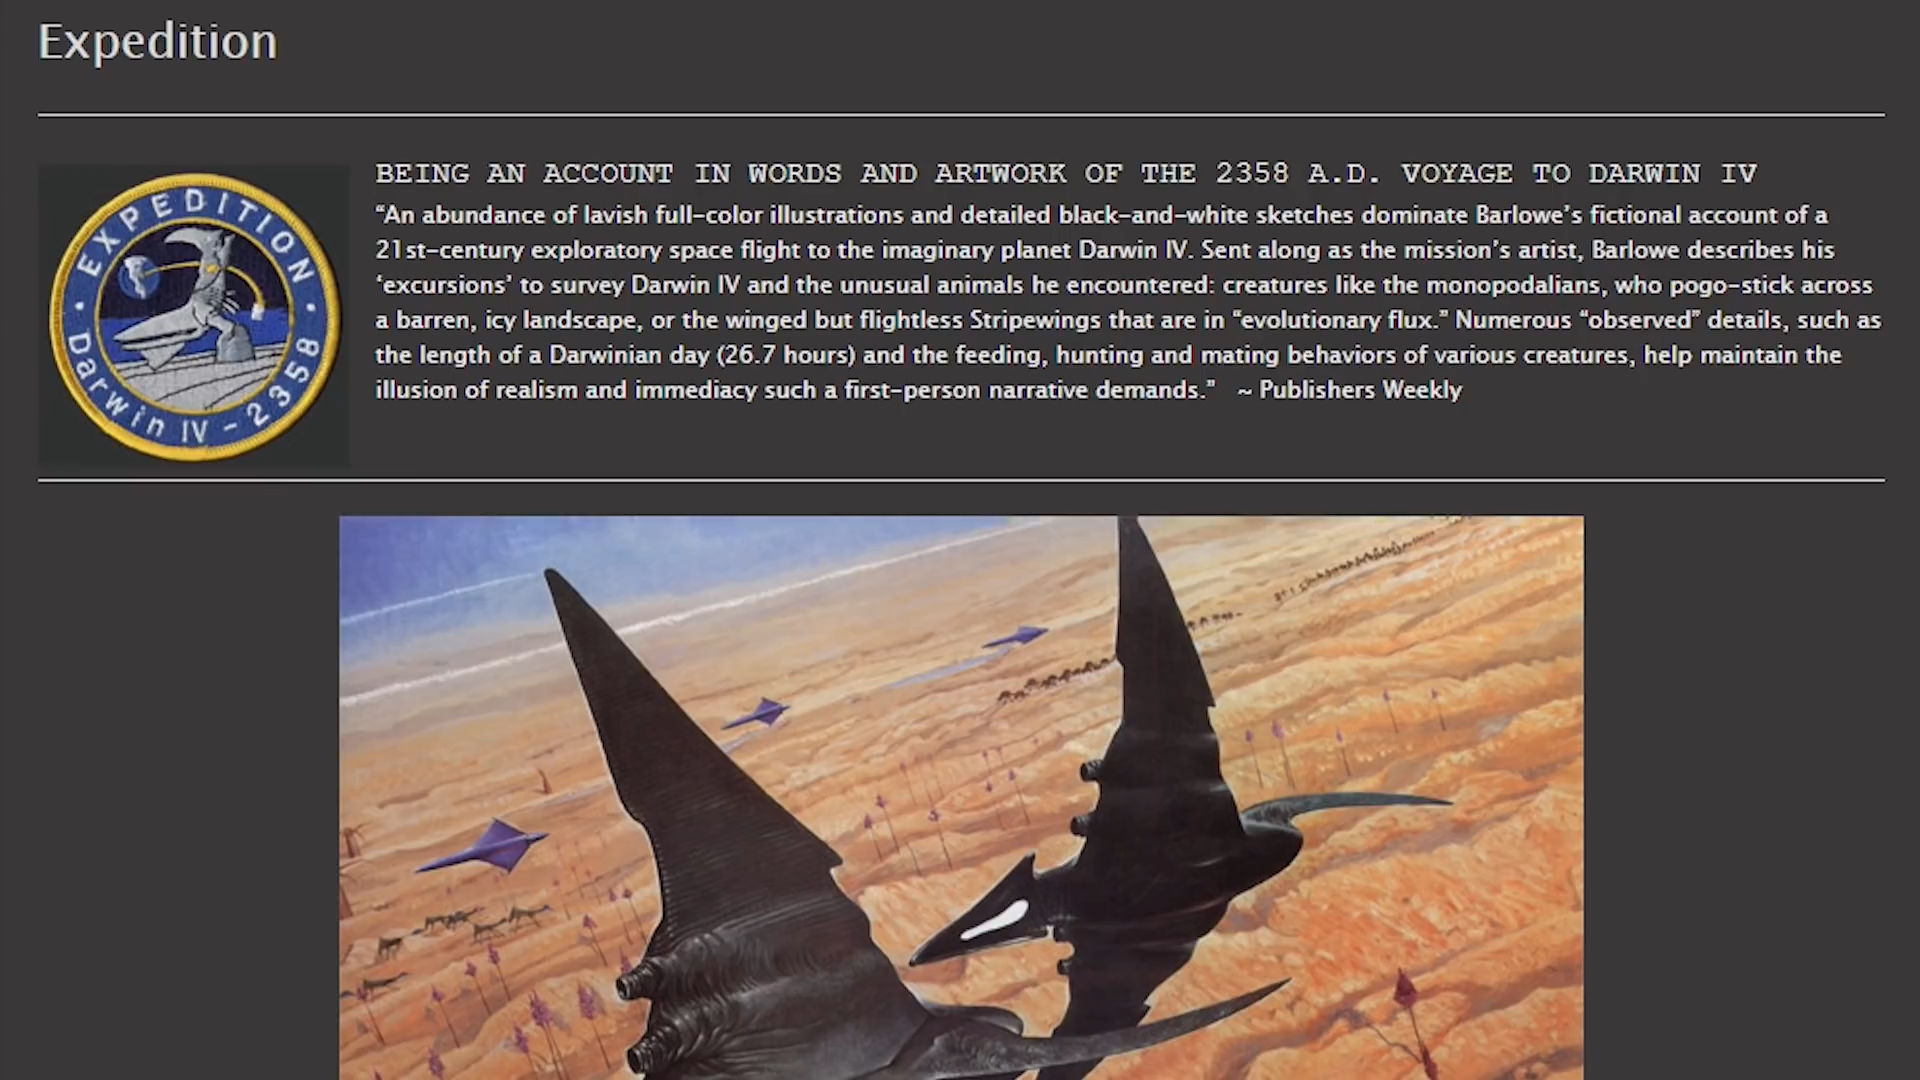 Expedition
EXPEDITION
Darwin IV - 2358
BEING AN ACCOUNT IN WORDS AND ARTWORK OF THE 2358 A.D. VOYAGE TO DARWIN IV
“An abundance of lavish full-color illustrations and detailed black-and-white sketches dominate Barlowe’s fictional account of a
21st-century exploratory space flight to the imaginary planet Darwin IV. Sent along as the mission’s artist, Barlowe describes his
‘excursions’ to survey Darwin IV and the unusual animals he encountered: creatures like the monopodalians, who pogo-stick across
a barren, icy landscape, or the winged but flightless Stripewings that are in “evolutionary flux.” Numerous “observed” details, such as
the length of a Darwinian day (26.7 hours) and the feeding, hunting and mating behaviors of various creatures, help maintain the
illusion of realism and immediacy such a first-person narrative demands.” ~ Publishers Weekly